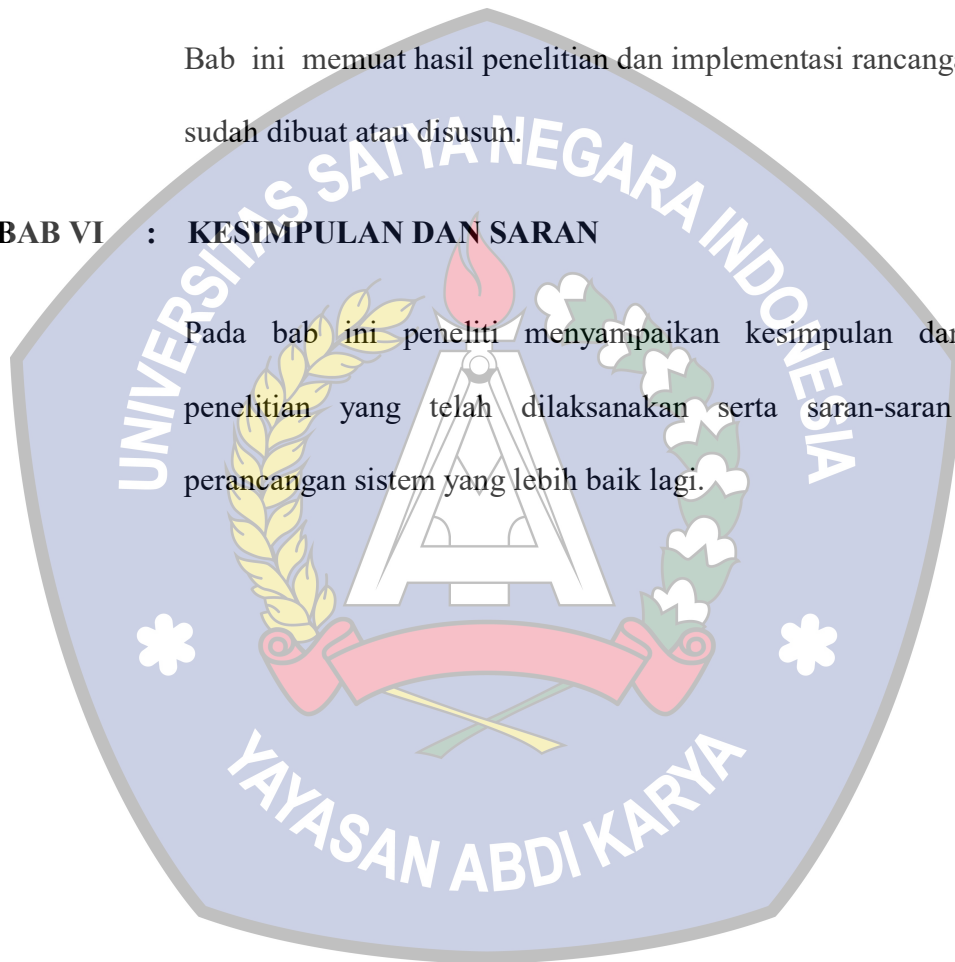 Bab ini memuat hasil penelitian dan implementasi
sudah dibuat atau disusun.
BAB VI : KESIMPULAN DAN SARAN
Pada bab ini peneliti menyampaikan kesimpulan
penelitian yang telah dilaksanakan serta saran-saran
perancangan sistem yang lebih baik lagi.
UNIVERSITAS SATYA NEGARA INDONESIA
YAYASAN ABDI KARYA